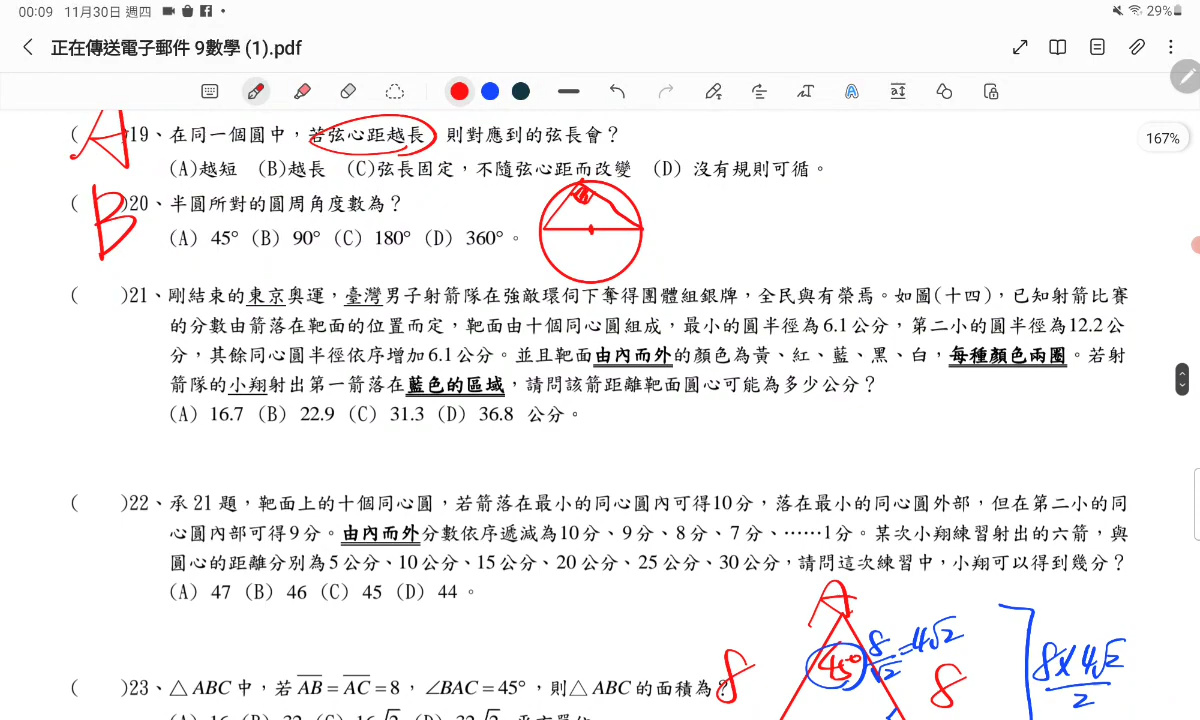 00:09 11月30日 週四 29%
正在傳送電子郵件 9數學 (1).pdf
167%
( A )19、在同一個圓中，若弦心距越長，則對應到的弦長會？
(A)越短 (B)越長 (C)弦長固定，不隨弦心距而改變 (D) 沒有規則可循。
( B )20、半圓所對的圓周角度數為？
(A) 45° (B) 90° (C) 180° (D) 360°。
( )21、剛結束的東京奧運，臺灣男子射箭隊在強敵環伺下奪得團體組銀牌，全民與有榮焉。如圖(十四)，已知射箭比賽
的分數由箭落在靶面的位置而定，靶面由十個同心圓組成，最小的圓半徑為6.1公分，第二小的圓半徑為12.2公
分，其餘同心圓半徑依序增加6.1公分。並且靶面由內而外的顏色為黃、紅、藍、黑、白，每種顏色兩圈。若射
箭隊的小翔射出第一箭落在藍色的區域，請問該箭距離靶面圓心可能為多少公分？
(A) 16.7 (B) 22.9 (C) 31.3 (D) 36.8 公分。
( )22、承21題，靶面上的十個同心圓，若箭落在最小的同心圓內可得10分，落在最小的同心圓外部，但在第二小的同
心圓內部可得9分。由內而外分數依序遞減為10分、9分、8分、7分、……1分。某次小翔練習射出的六箭，與
圓心的距離分別為5公分、10公分、15公分、20公分、25公分、30公分，請問這次練習中，小翔可以得到幾分？
(A) 47 (B) 46 (C) 45 (D) 44。
A
8 45° 8/√2=4√2 8 8×4√2/2
( )23、△ABC中，若AB=AC=8，∠BAC=45°，則△ABC的面積為？